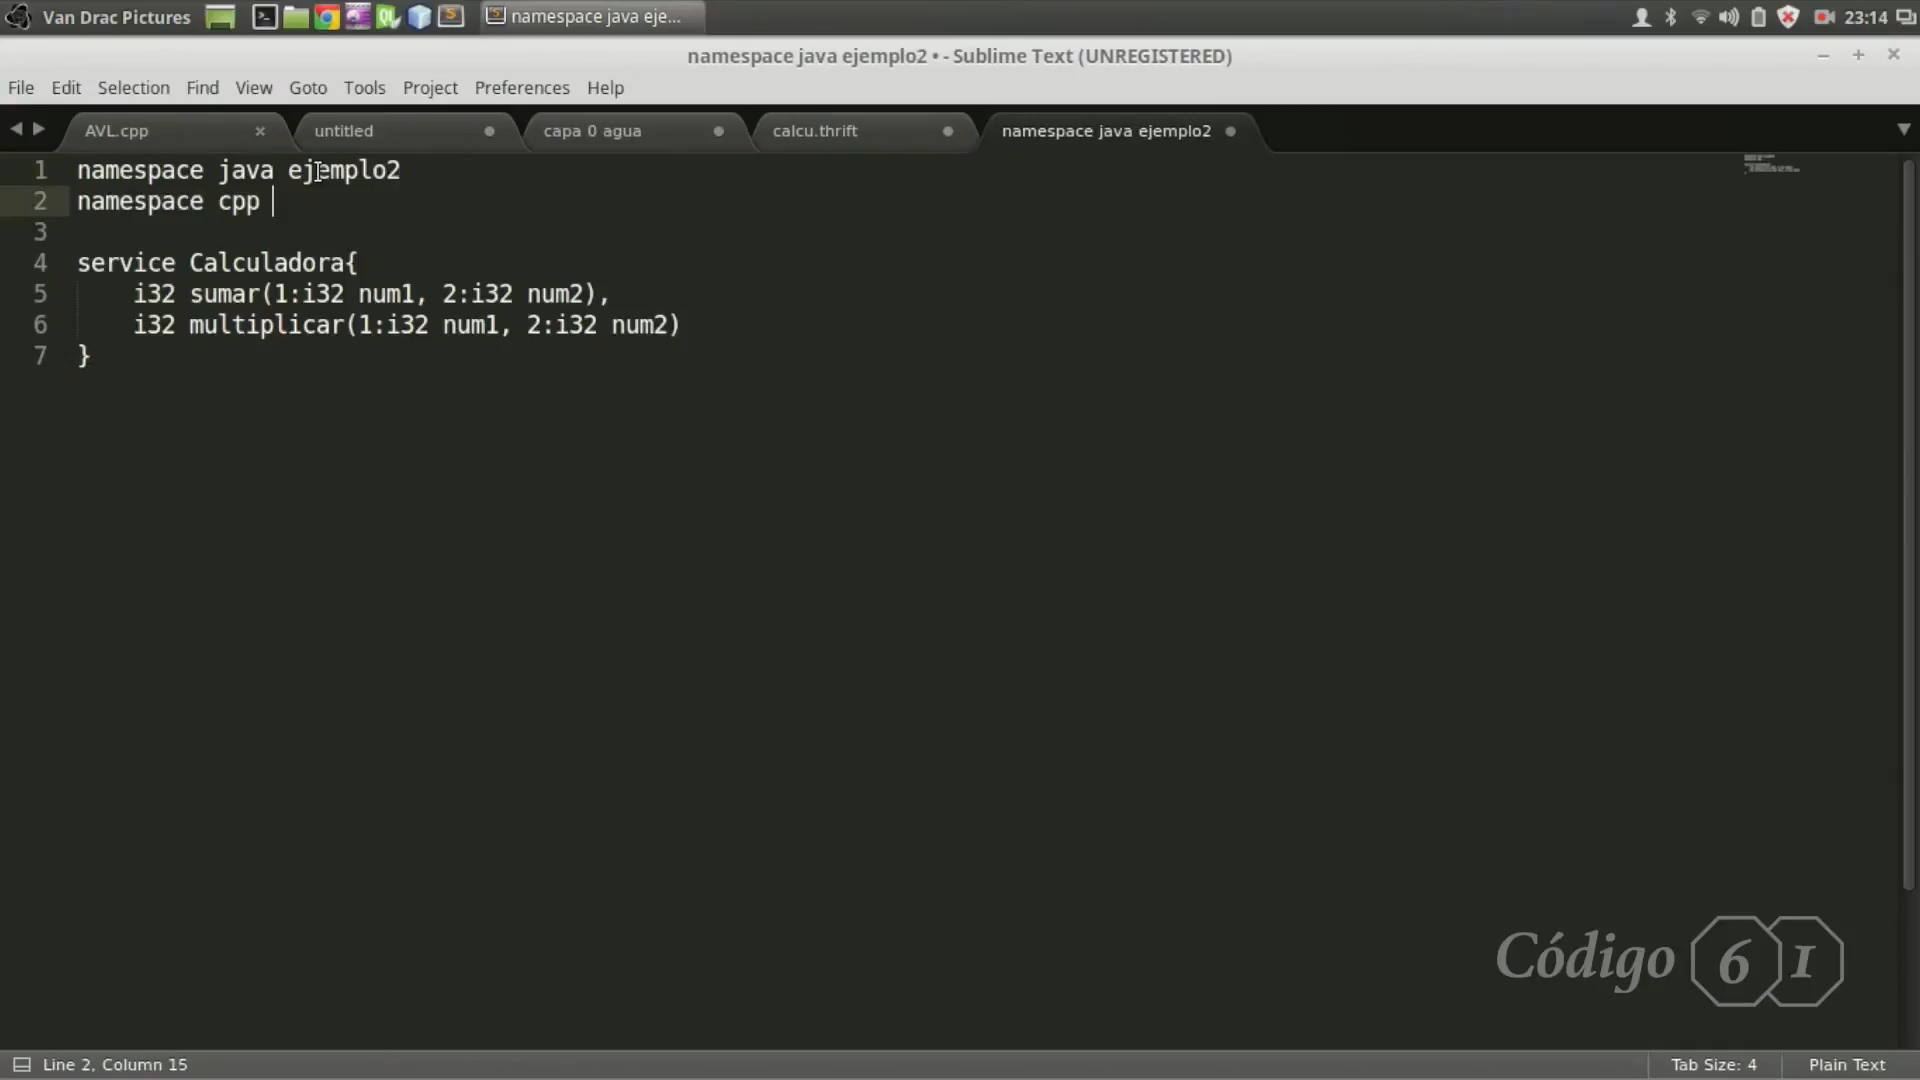 Van Drac Pictures
namespace java eje...
23:14
namespace java ejemplo2 • - Sublime Text (UNREGISTERED)
File Edit Selection Find View Goto Tools Project Preferences Help
AVL.cpp untitled capa 0 agua calcu.thrift namespace java ejemplo2
1 namespace java ejemplo2
2 namespace cpp
3
4 service Calculadora{
5 i32 sumar(1:i32 num1, 2:i32 num2),
6 i32 multiplicar(1:i32 num1, 2:i32 num2)
7 }
Código 61
Line 2, Column 15
Tab Size: 4
Plain Text